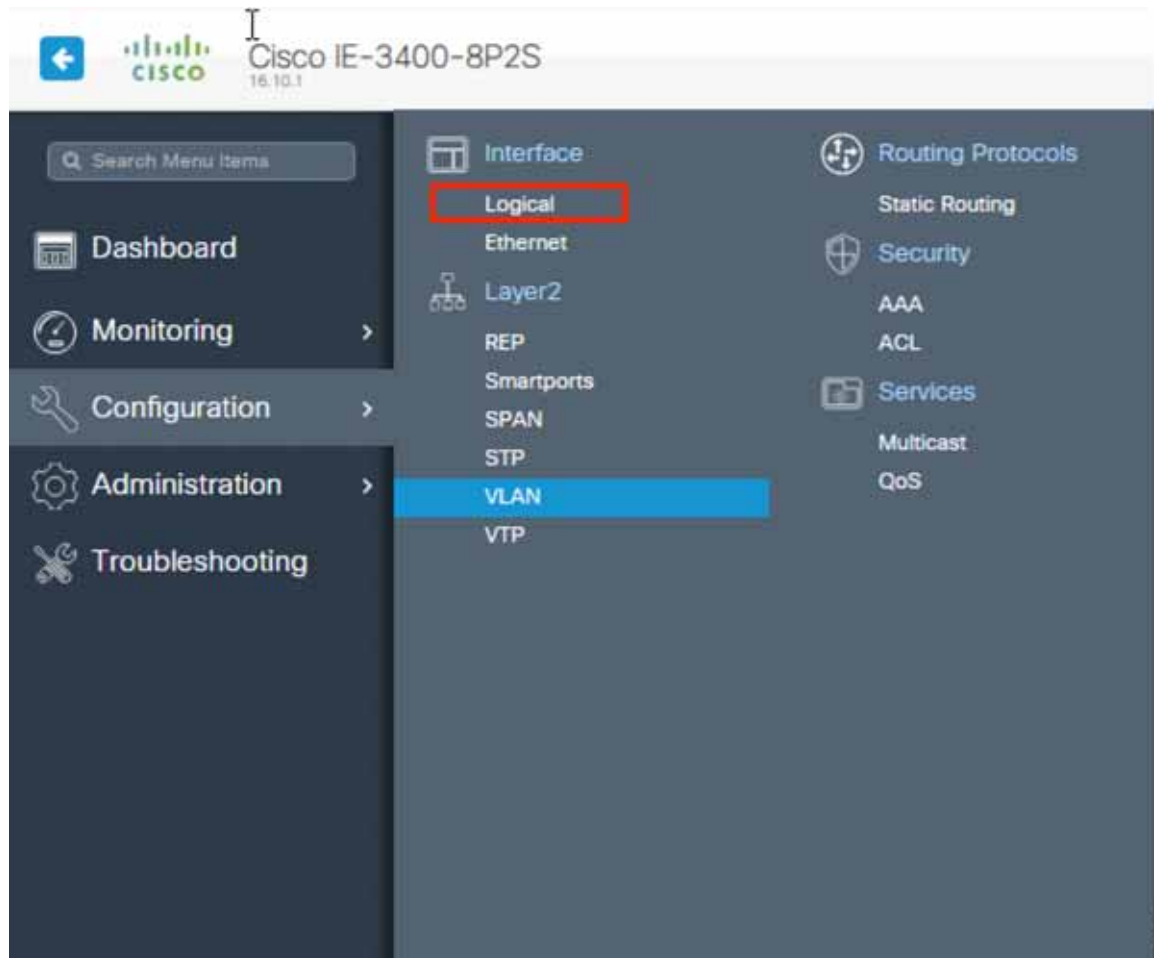 CISCO
Cisco IE-3400-8P2S
16.10.1
Search Menu Items
Dashboard
Monitoring
Configuration
Administration
Troubleshooting
Interface
Logical
Ethernet
Layer2
REP
Smartports
SPAN
STP
VLAN
VTP
Routing Protocols
Static Routing
Security
AAA
ACL
Services
Multicast
QoS